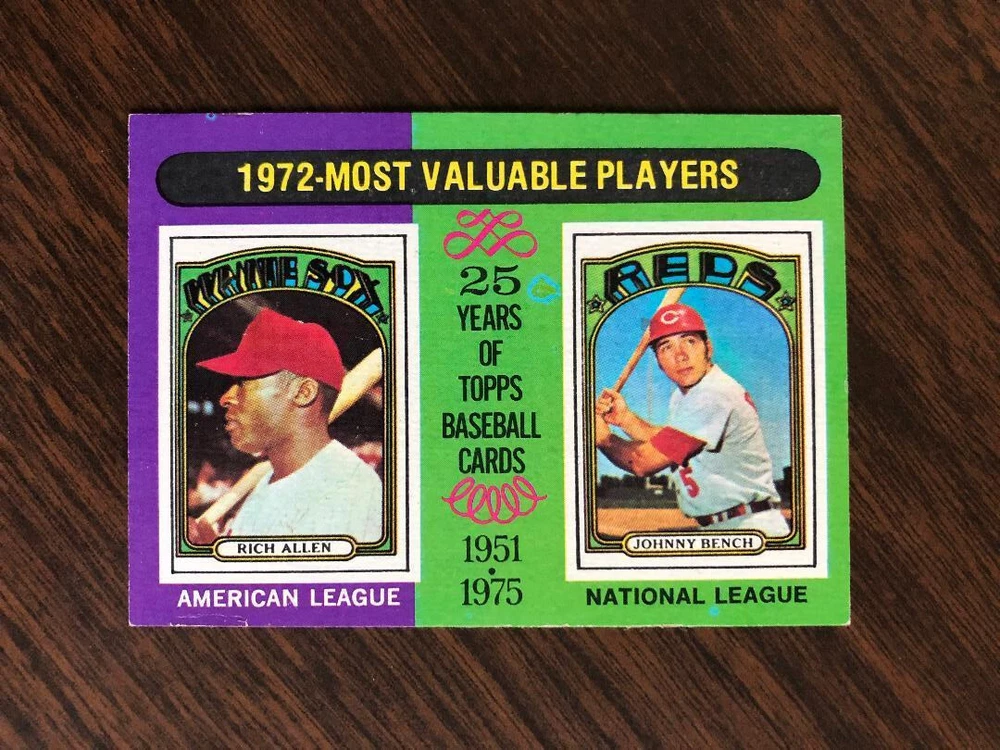 1972-MOST VALUABLE PLAYERS
WHITE SOX
RICH ALLEN
AMERICAN LEAGUE
25
YEARS
OF
TOPPS
BASEBALL
CARDS
1951
•
1975
REDS
C
5
JOHNNY BENCH
NATIONAL LEAGUE